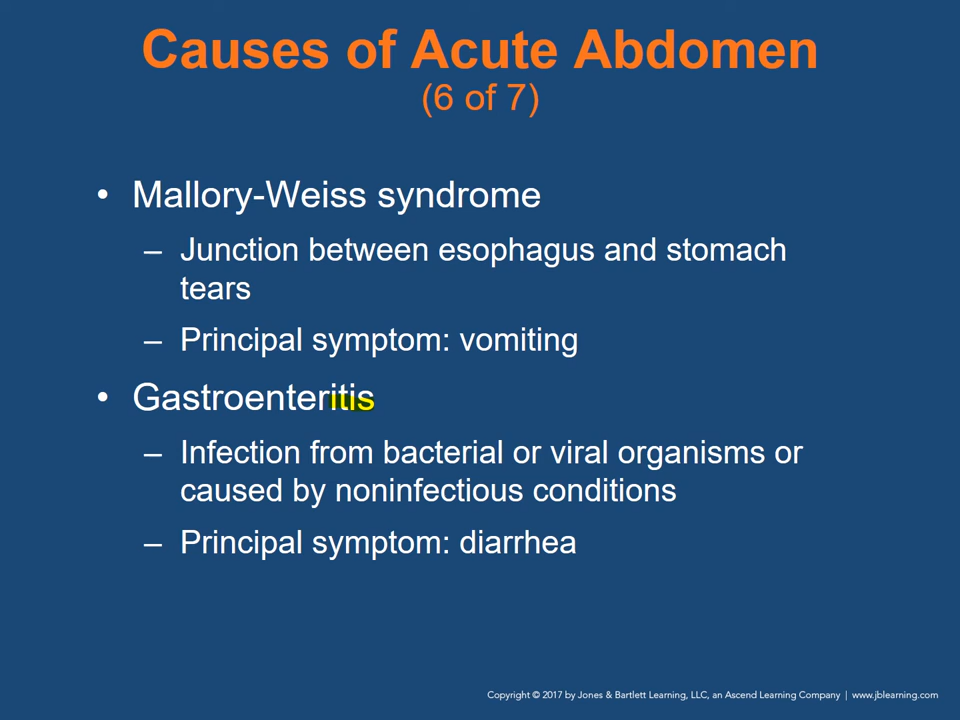 Causes of Acute Abdomen
(6 of 7)
• Mallory-Weiss syndrome
– Junction between esophagus and stomach
tears
– Principal symptom: vomiting
• Gastroenteritis
– Infection from bacterial or viral organisms or
caused by noninfectious conditions
– Principal symptom: diarrhea
Copyright © 2017 by Jones & Bartlett Learning, LLC, an Ascend Learning Company | www.jblearning.com